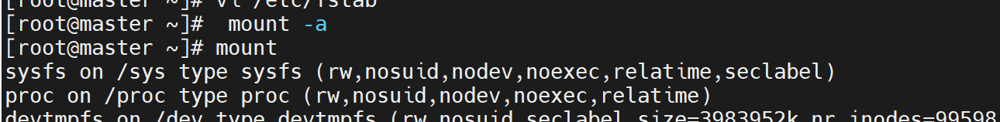 [root@master ~]# vi /etc/fstab
[root@master ~]#  mount -a
[root@master ~]# mount
sysfs on /sys type sysfs (rw,nosuid,nodev,noexec,relatime,seclabel)
proc on /proc type proc (rw,nosuid,nodev,noexec,relatime)
devtmpfs on /dev type devtmpfs (rw,nosuid,seclabel,size=3983952k,nr_inodes=99598